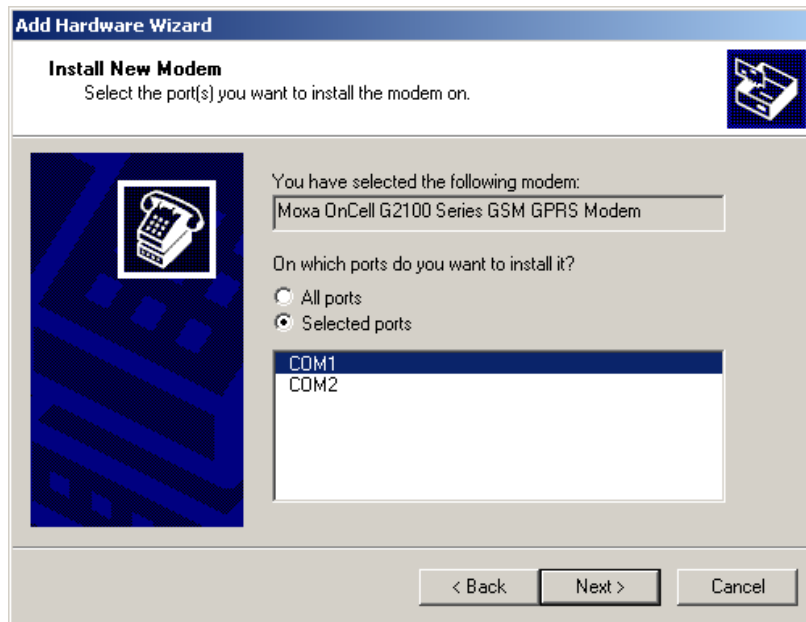 Add Hardware Wizard
Install New Modem
Select the port(s) you want to install the modem on.
You have selected the following modem:
Moxa OnCell G2100 Series GSM GPRS Modem
On which ports do you want to install it?
All ports
Selected ports
COM1
COM2
< Back
Next >
Cancel